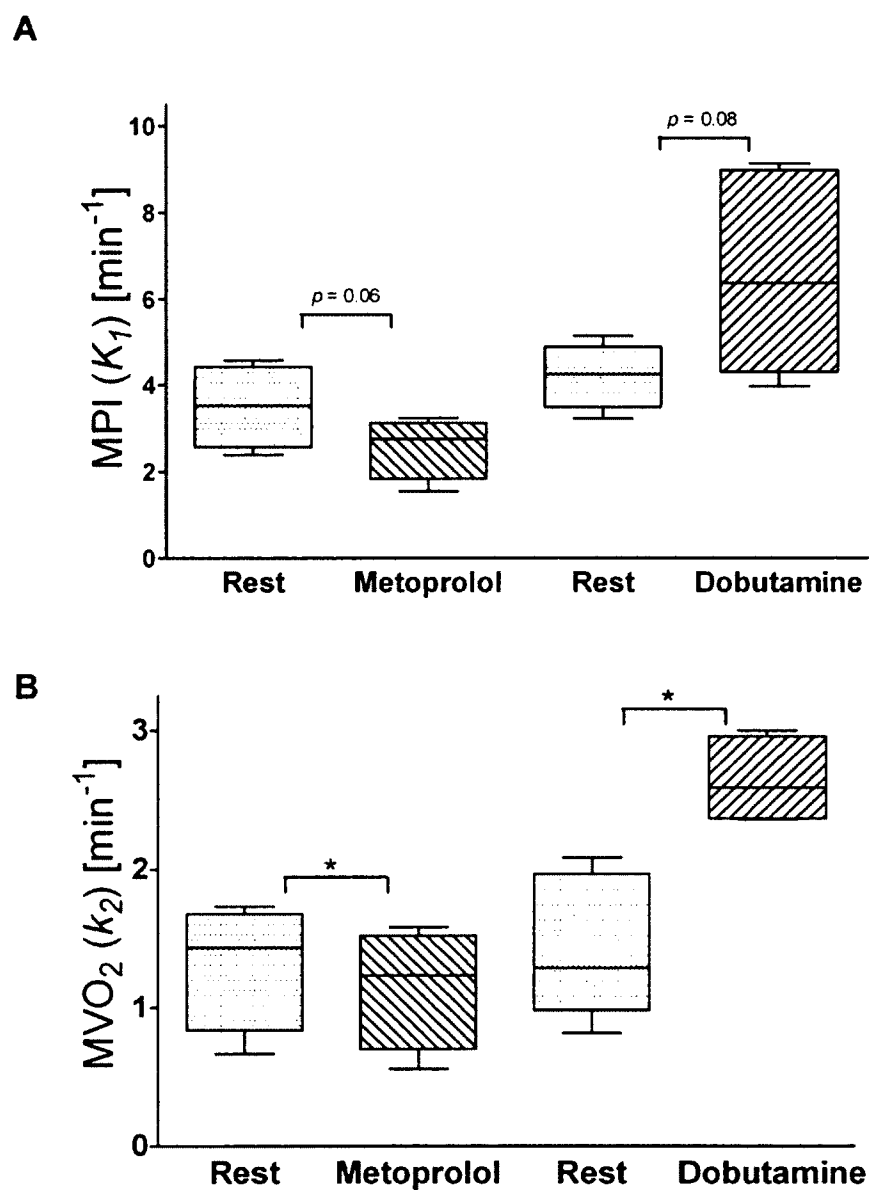 A
MPI (K₁) [min⁻¹]
10
8
6
4
2
0
p = 0.06
p = 0.08
Rest Metoprolol Rest Dobutamine
B
MVO₂ (k₂) [min⁻¹]
3
2
1
0
*
*
Rest Metoprolol Rest Dobutamine